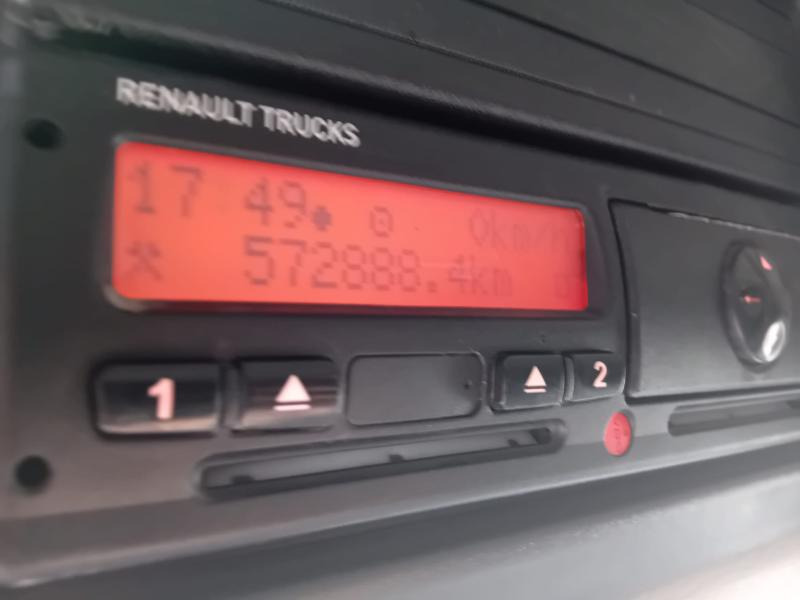 RENAULT TRUCKS
17:49 0km/h
572888.4km
1 2